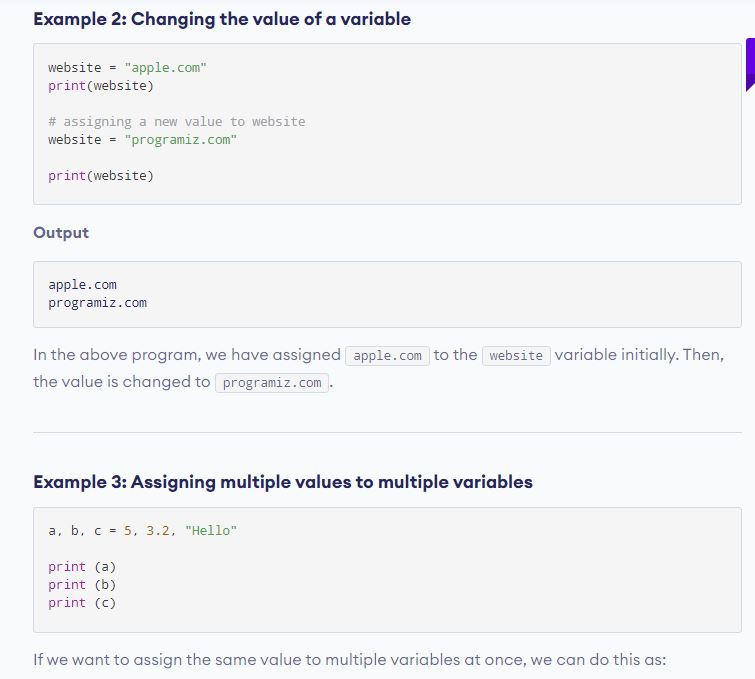 Example 2: Changing the value of a variable
website = "apple.com"
print(website)
# assigning a new value to website
website = "programiz.com"
print(website)
Output
apple.com
programiz.com
In the above program, we have assigned apple.com to the website variable initially. Then,
the value is changed to programiz.com.
Example 3: Assigning multiple values to multiple variables
a, b, c = 5, 3.2, "Hello"
print (a)
print (b)
print (c)
If we want to assign the same value to multiple variables at once, we can do this as: